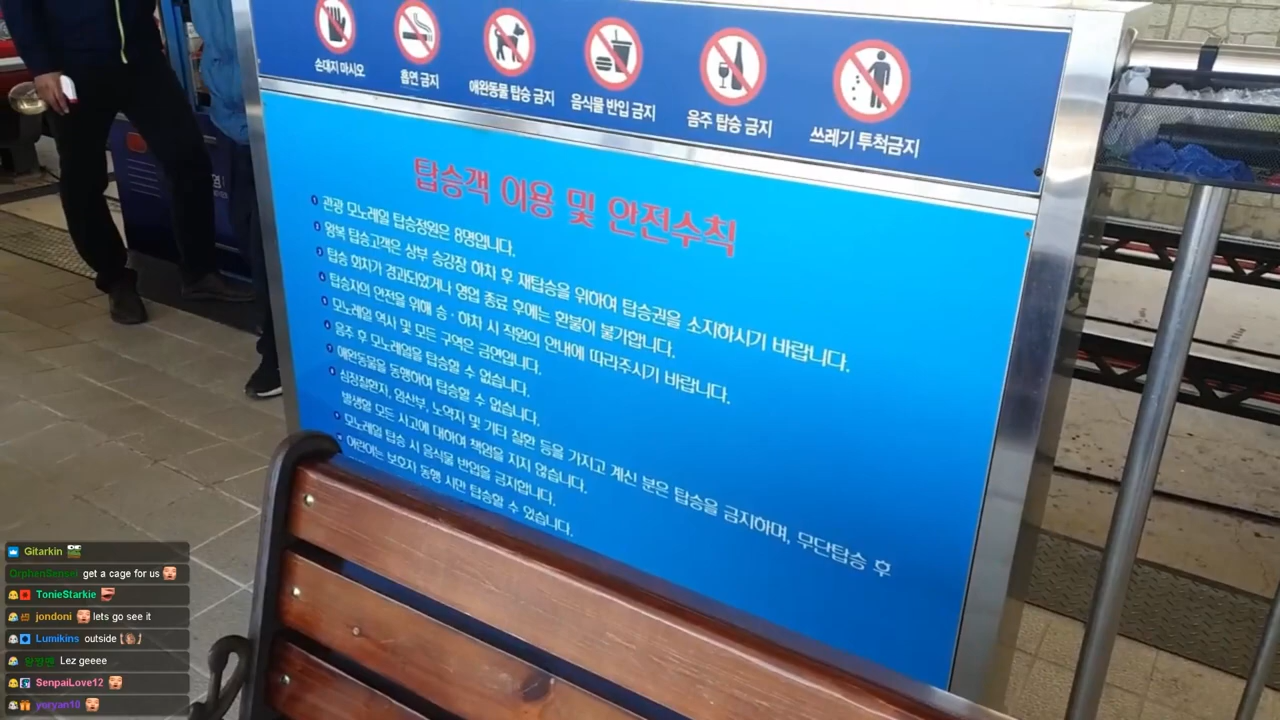 손대지 마시오
흡연 금지
애완동물 탑승 금지
음식물 반입 금지
음주 탑승 금지
쓰레기 투척금지
탑승객 이용 및 안전수칙
관광 모노레일 탑승정원은 8명입니다.
왕복 탑승고객은 상부 승강장 하차 후 재탑승을 위하여 탑승권을 소지하시기 바랍니다.
탑승 회차가 경과되었거나 영업 종료 후에는 환불이 불가합니다.
탑승자의 안전을 위해 승·하차 시 직원의 안내에 따라주시기 바랍니다.
모노레일 역사 및 모든 구역은 금연입니다.
음주 후 모노레일을 탑승할 수 없습니다.
애완동물을 동행하여 탑승할 수 없습니다.
심장질환자, 임산부, 노약자 및 기타 질환 등을 가지고 계신 분은 탑승을 금지하며, 무단탑승 후
발생한 모든 사고에 대하여 책임을 지지 않습니다.
모노레일 탑승 시 음식물 반입을 금지합니다.
어린이는 보호자 동행 시만 탑승할 수 있습니다.
Gitarkin
OrphenSensei get a cage for us
TonieStarkie
jondoni lets go see it
Lumikins outside
Lez geeee
SenpaiLove12
yoryan10